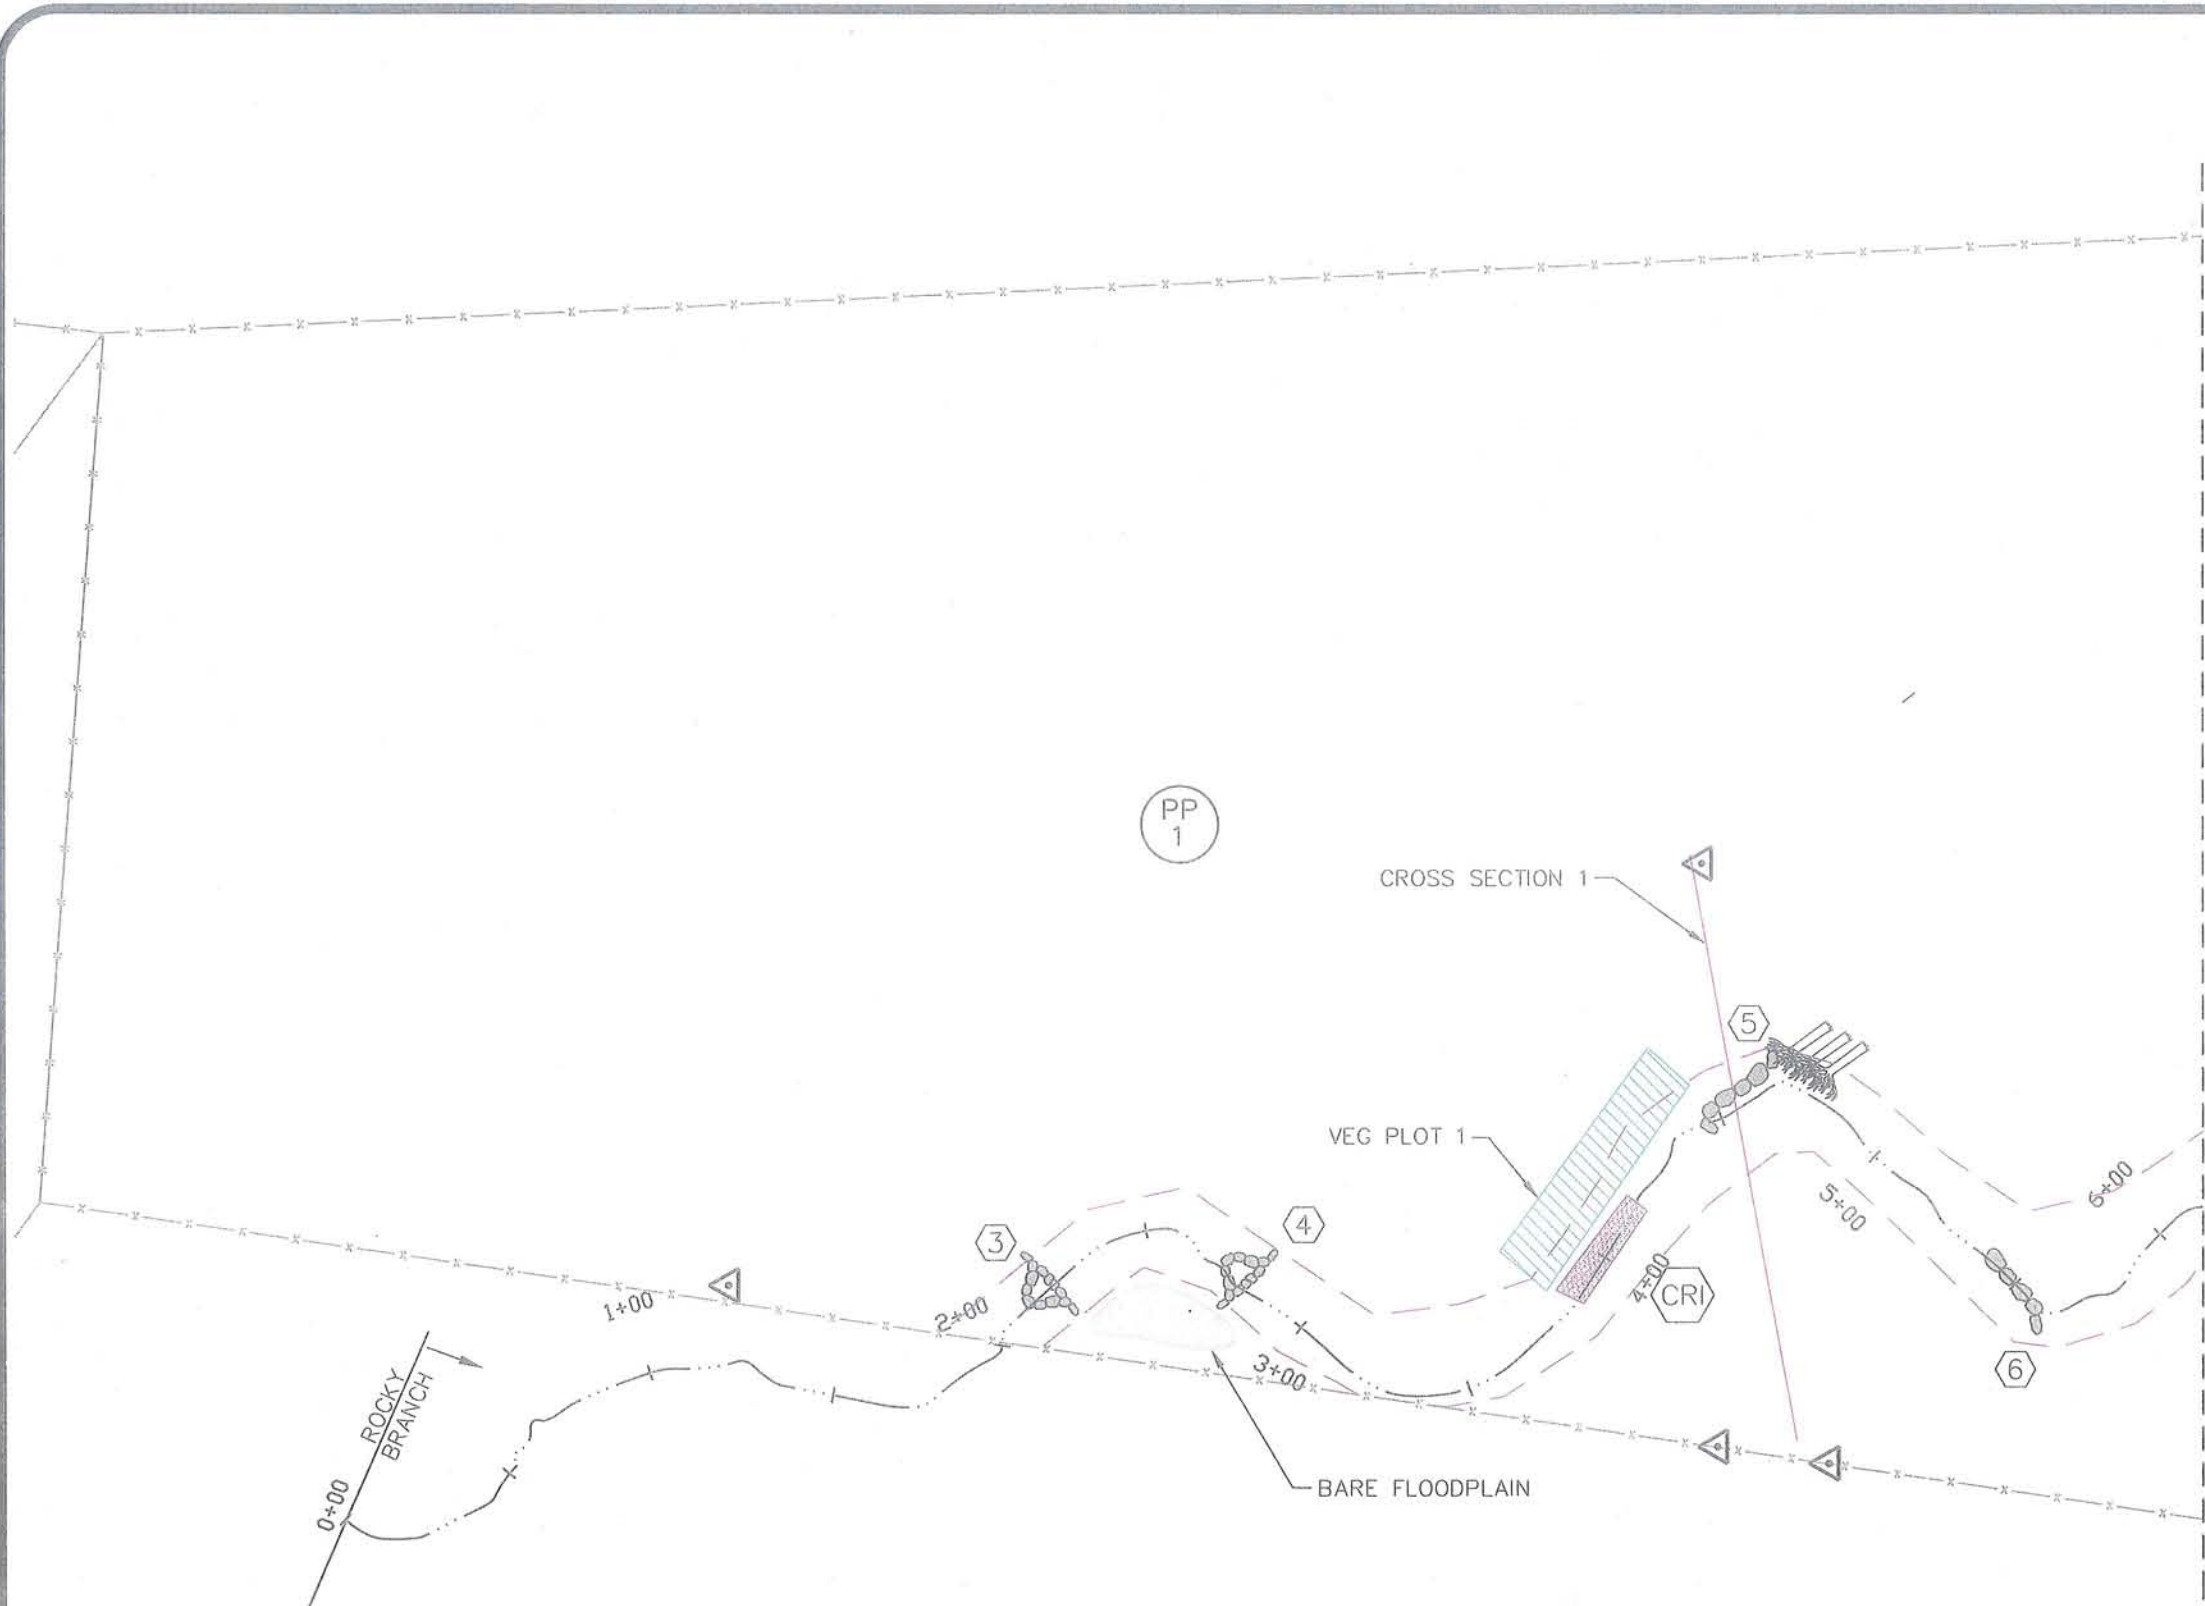 PP
1
CROSS SECTION 1
5
VEG PLOT 1
6+00
5+00
4
3
4+00
CRI
2+00
1+00
3+00
6
ROCKY
BRANCH
0+00
BARE FLOODPLAIN